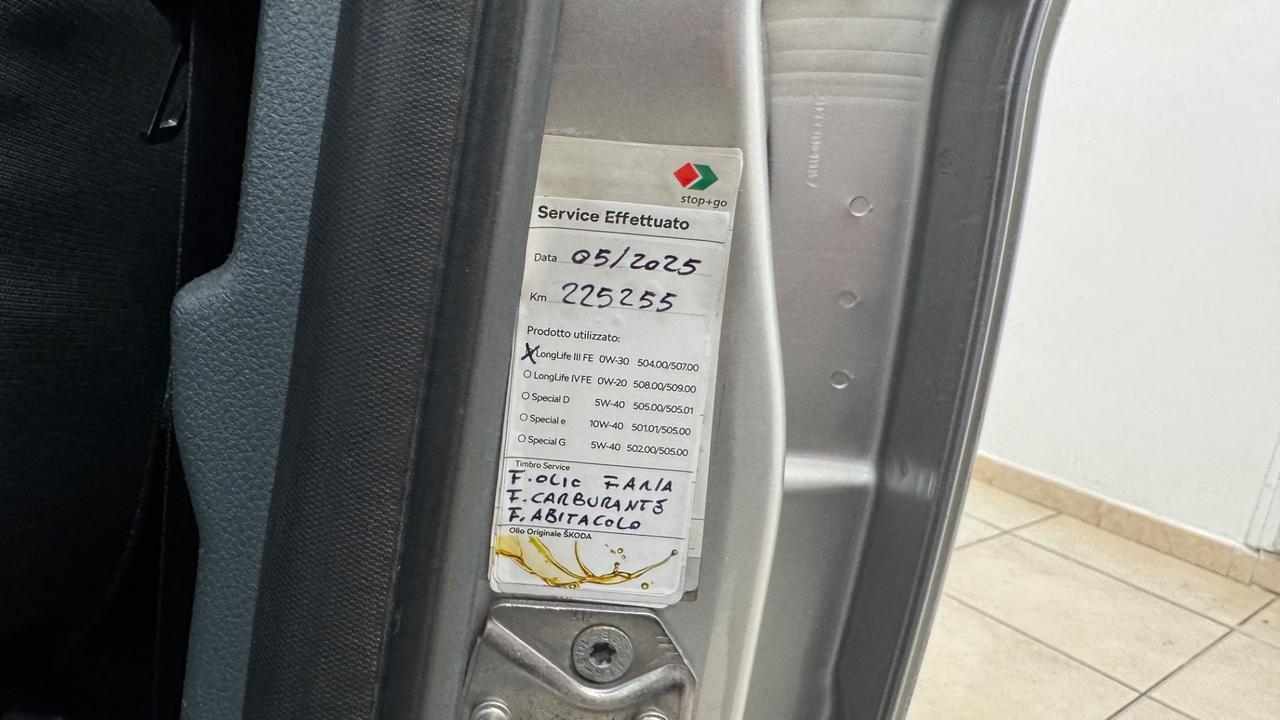 stop+go
Service Effettuato
Data 05/2025
Km 225255
Prodotto utilizzato:
X LongLife III FE 0W-30 504.00/507.00
O LongLife IV FE 0W-20 508.00/509.00
O Special D 5W-40 505.00/505.01
O Special e 10W-40 501.01/505.00
O Special G 5W-40 502.00/505.00
Timbro Service
F. OLIO F ARIA
F. CARBURANTE
F. ABITACOLO
Olio Originale ŠKODA